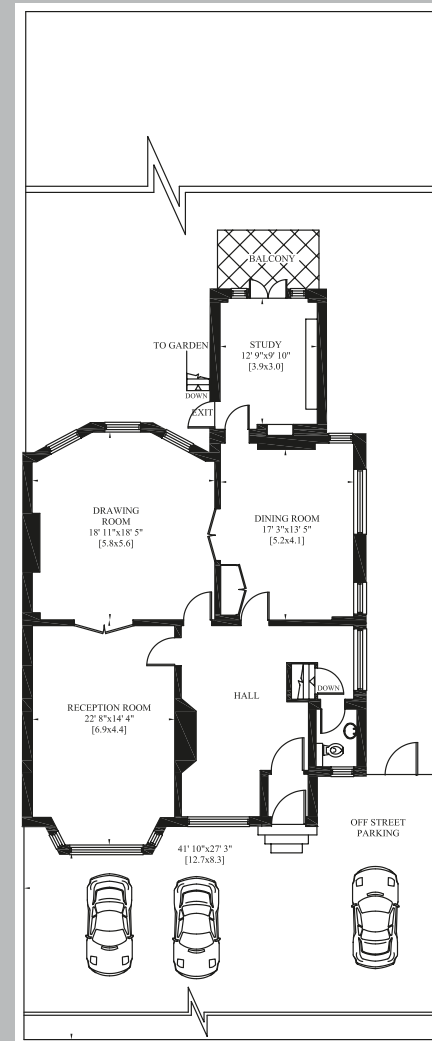 BALCONY
TO GARDEN
STUDY
12' 9"x9' 10"
[3.9x3.0]
DOWN
EXIT
DRAWING
ROOM
18' 11"x18' 5"
[5.8x5.6]
DINING ROOM
17' 3"x13' 5"
[5.2x4.1]
HALL
DOWN
RECEPTION ROOM
22' 8"x14' 4"
[6.9x4.4]
OFF STREET
PARKING
41' 10"x27' 3"
[12.7x8.3]